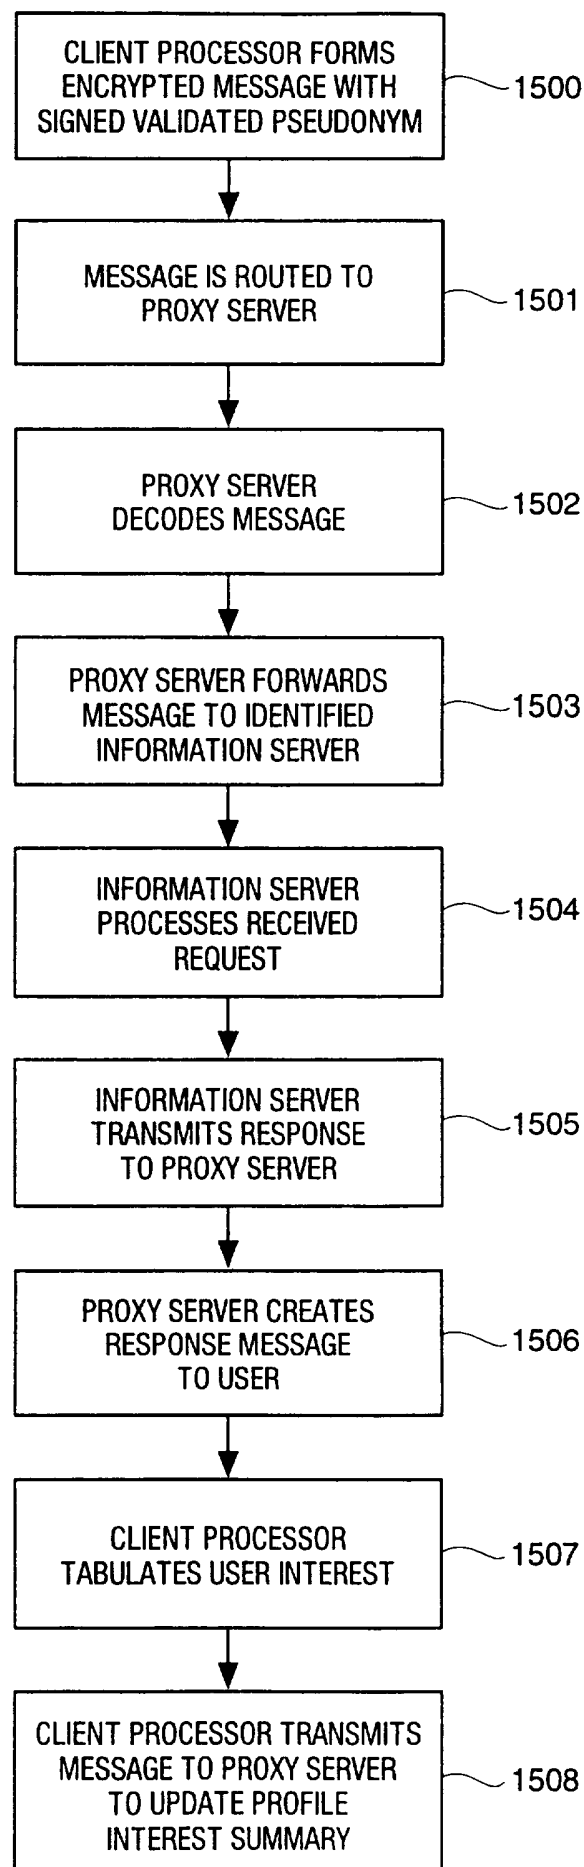 CLIENT PROCESSOR FORMS
ENCRYPTED MESSAGE WITH
SIGNED VALIDATED PSEUDONYM
1500
MESSAGE IS ROUTED TO
PROXY SERVER
1501
PROXY SERVER
DECODES MESSAGE
1502
PROXY SERVER FORWARDS
MESSAGE TO IDENTIFIED
INFORMATION SERVER
1503
INFORMATION SERVER
PROCESSES RECEIVED
REQUEST
1504
INFORMATION SERVER
TRANSMITS RESPONSE
TO PROXY SERVER
1505
PROXY SERVER CREATES
RESPONSE MESSAGE
TO USER
1506
CLIENT PROCESSOR
TABULATES USER INTEREST
1507
CLIENT PROCESSOR TRANSMITS
MESSAGE TO PROXY SERVER
TO UPDATE PROFILE
INTEREST SUMMARY
1508